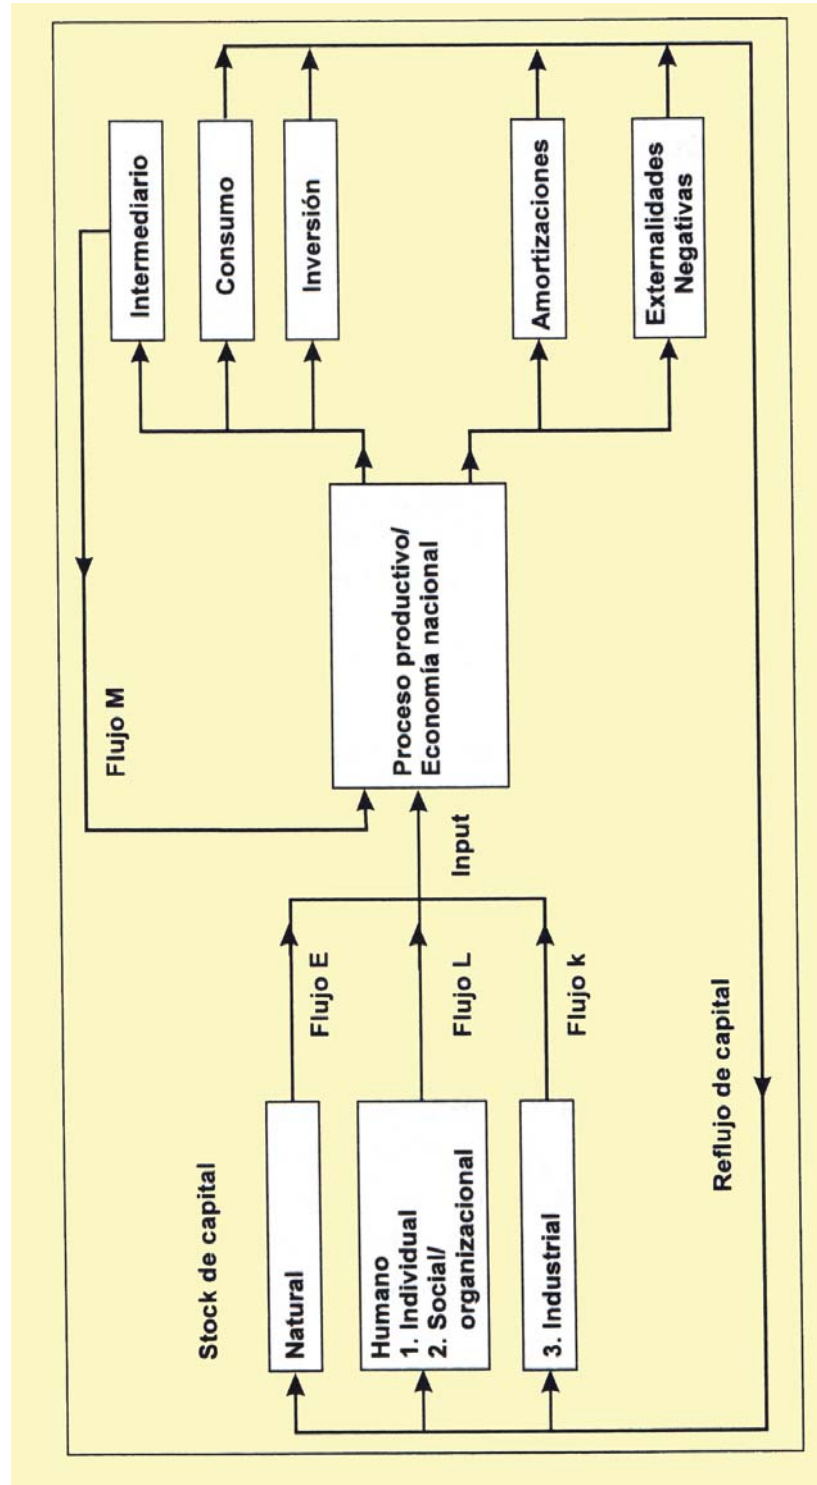 Stock de capital
Natural
Humano
1. Individual
2. Social/
organizacional
3. Industrial
Flujo E
Flujo L
Flujo k
Input
Flujo M
Proceso productivo/
Economía nacional
Intermediario
Consumo
Inversión
Amortizaciones
Externalidades
Negativas
Reflujo de capital